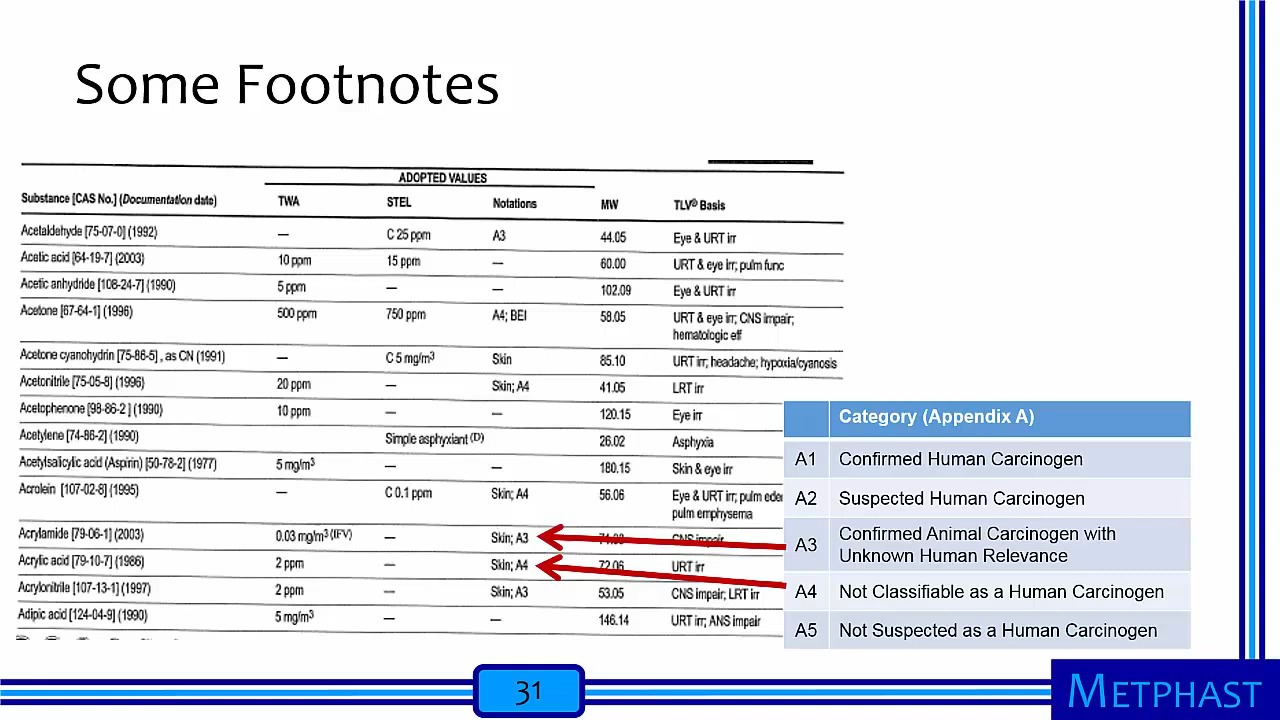 Some Footnotes
ADOPTED VALUES
Substance [CAS No.] (Documentation date) TWA STEL Notations MW TLV® Basis
Acetaldehyde [75-07-0] (1992) — C 25 ppm A3 44.05 Eye & URT irr
Acetic acid [64-19-7] (2003) 10 ppm 15 ppm — 60.00 URT & eye irr; pulm func
Acetic anhydride [108-24-7] (1990) 5 ppm — — 102.09 Eye & URT irr
Acetone [67-64-1] (1996) 500 ppm 750 ppm A4; BEI 58.05 URT & eye irr; CNS impair;
hematologic eff
Acetone cyanohydrin [75-86-5], as CN (1991) — C 5 mg/m³ Skin 85.10 URT irr; headache; hypoxia/cyanosis
Acetonitrile [75-05-8] (1996) 20 ppm — Skin; A4 41.05 LRT irr
Acetophenone [98-86-2 ] (1990) 10 ppm — — 120.15 Eye irr
Acetylene [74-86-2] (1990) Simple asphyxiant (D) 26.02 Asphyxia
Acetylsalicylic acid (Aspirin) [50-78-2] (1977) 5 mg/m³ — — 180.15 Skin & eye irr
Acrolein [107-02-8] (1995) — C 0.1 ppm Skin; A4 56.06 Eye & URT irr; pulm
pulm emphysema
Acrylamide [79-06-1] (2003) 0.03 mg/m³ (IFV) — Skin; A3 CNS impair
Acrylic acid [79-10-7] (1986) 2 ppm — Skin; A4 72.06 URT irr
Acrylonitrile [107-13-1] (1997) 2 ppm — Skin; A3 53.05 CNS impair; LRT irr
Adipic acid [124-04-9] (1990) 5 mg/m³ — — 146.14 URT irr; ANS impair
Category (Appendix A)
A1 Confirmed Human Carcinogen
A2 Suspected Human Carcinogen
A3 Confirmed Animal Carcinogen with
Unknown Human Relevance
A4 Not Classifiable as a Human Carcinogen
A5 Not Suspected as a Human Carcinogen
31
METPHAST